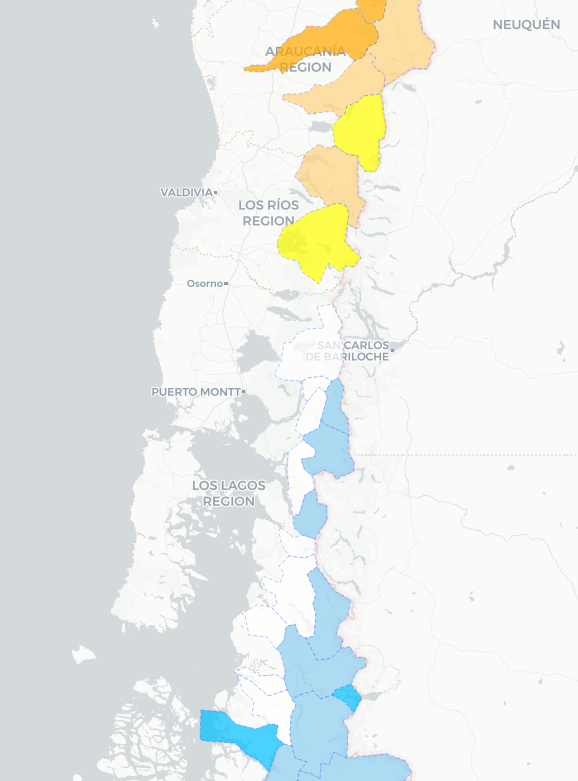 NEUQUÉN
ARAUCANÍA
REGION
VALDIVIA
LOS RÍOS
REGION
Osorno
SAN CARLOS
DE BARILOCHE
PUERTO MONTT
LOS LAGOS
REGION